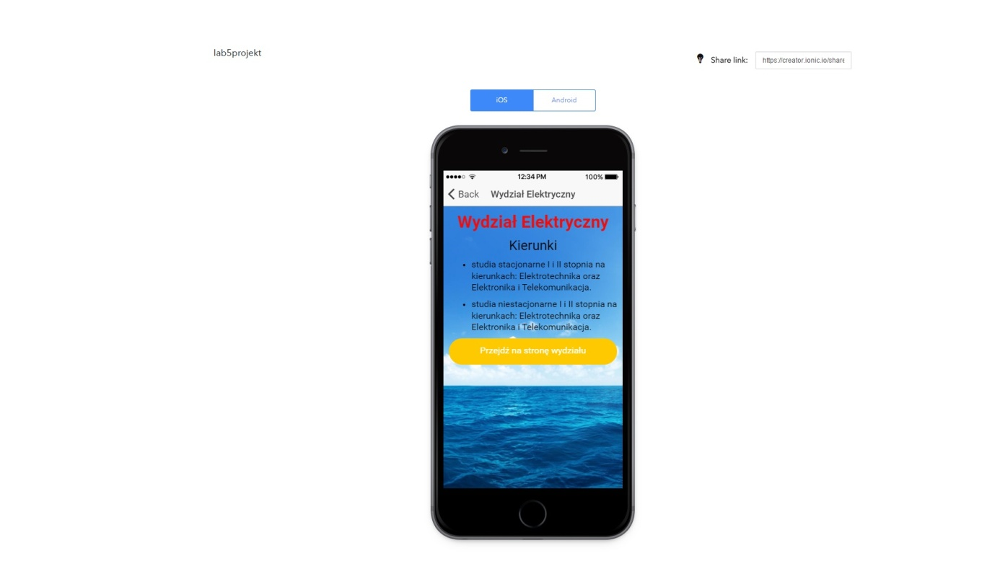 lab5projekt
Share link:
https://creator.ionic.io/share
iOS
Android
12:34 PM
100%
Back
Wydział Elektryczny
Wydział Elektryczny
Kierunki
• studia stacjonarne I i II stopnia na
kierunkach: Elektrotechnika oraz
Elektronika i Telekomunikacja.
• studia niestacjonarne I i II stopnia na
kierunkach: Elektrotechnika oraz
Elektronika i Telekomunikacja.
Przejdź na stronę wydziału